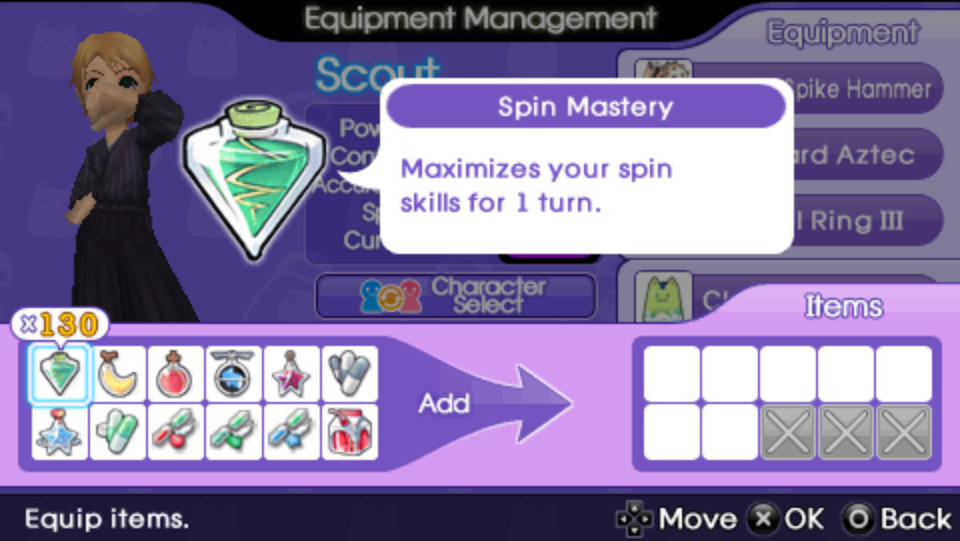 Equipment Management
Equipment
Scout
Spike Hammer
Spin Mastery
Maximizes your spin
skills for 1 turn.
Aztec
Ring III
Character
Select
Items
×130
Add
Equip items.
Move
OK
Back